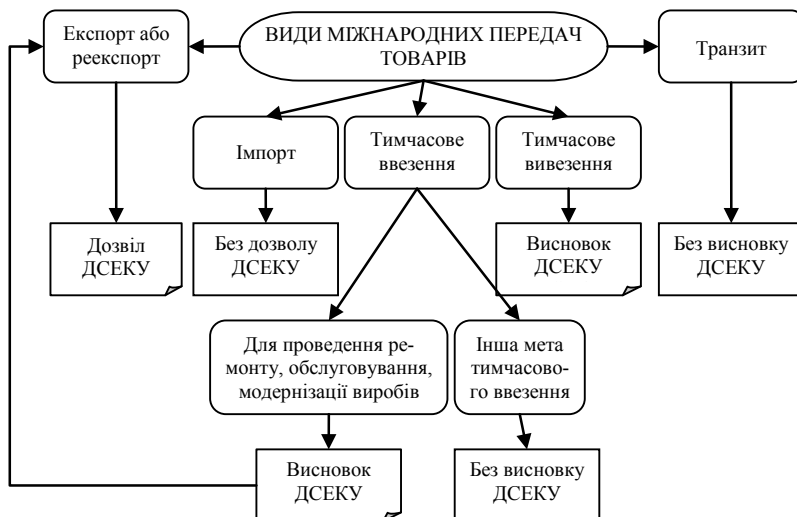 Експорт або
реекспорт
ВИДИ МІЖНАРОДНИХ ПЕРЕДАЧ
ТОВАРІВ
Транзит
Імпорт
Тимчасове
ввезення
Тимчасове
вивезення
Дозвіл
ДСЕКУ
Без дозволу
ДСЕКУ
Висновок
ДСЕКУ
Без висновку
ДСЕКУ
Для проведення ре-
монту, обслуговування,
модернізації виробів
Інша мета
тимчасово-
го ввезення
Висновок
ДСЕКУ
Без висновку
ДСЕКУ